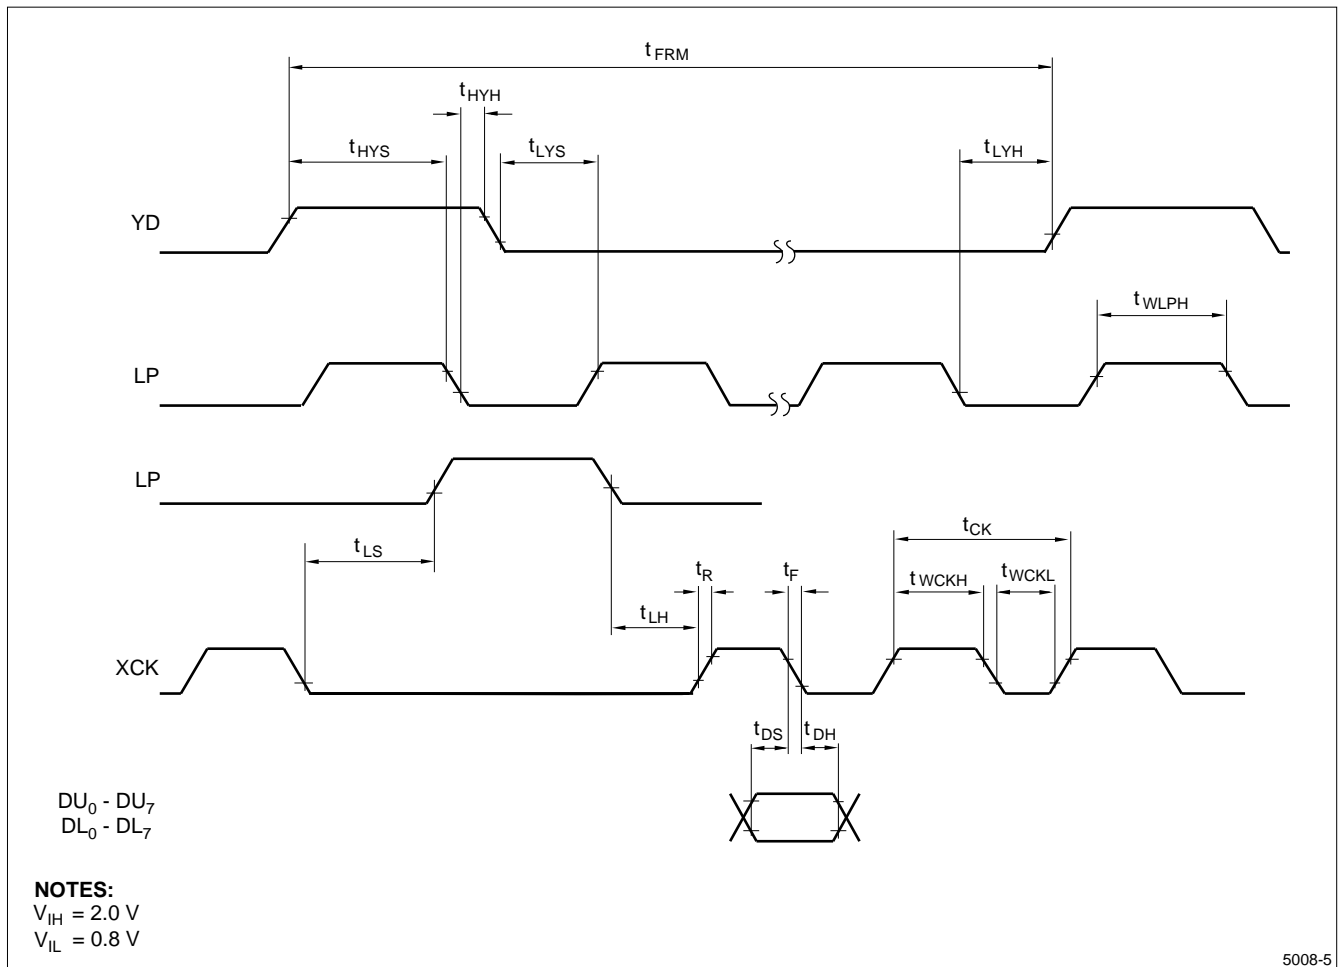 tFRM
tHYH
tHYS
tLYS
tLYH
YD
tWLPH
LP
LP
tCK
tLS
tR
tF
tWCKH
tWCKL
tLH
XCK
tDS
tDH
DU0 - DU7
DL0 - DL7
NOTES:
VIH = 2.0 V
VIL = 0.8 V
5008-5